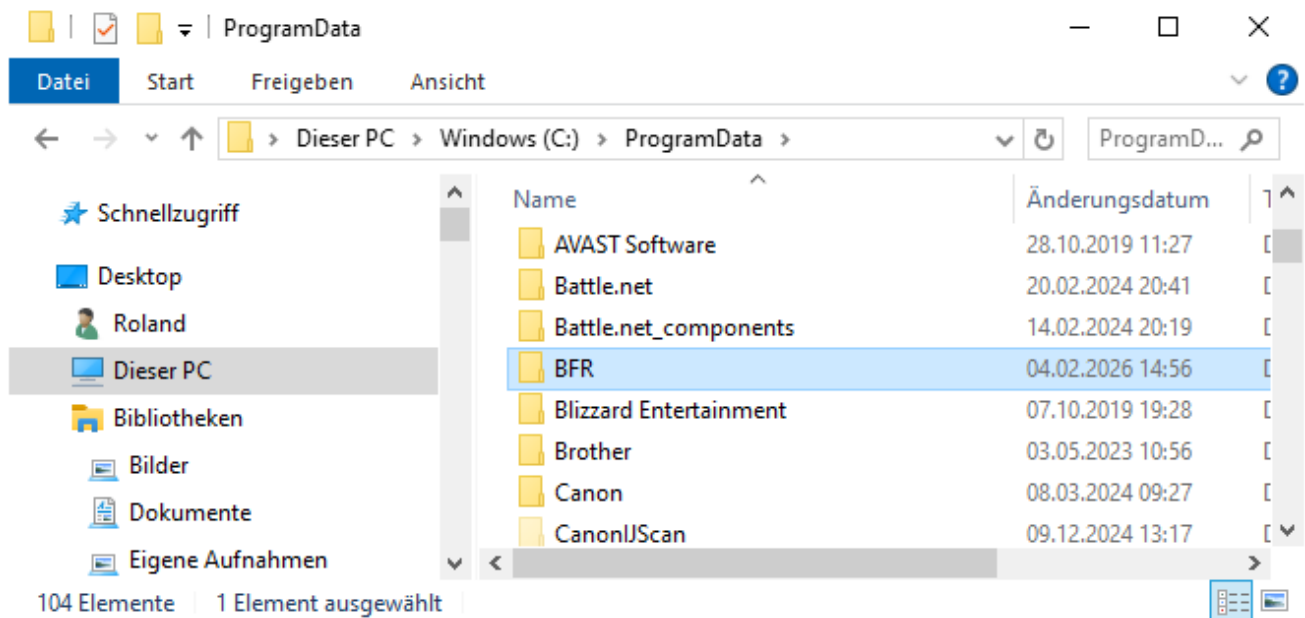 ProgramData
Datei Start Freigeben Ansicht ?
Dieser PC > Windows (C:) > ProgramData > ProgramD...
Schnellzugriff
Desktop
Roland
Dieser PC
Bibliotheken
Bilder
Dokumente
Eigene Aufnahmen
Name Änderungsdatum
AVAST Software 28.10.2019 11:27
Battle.net 20.02.2024 20:41
Battle.net_components 14.02.2024 20:19
BFR 04.02.2026 14:56
Blizzard Entertainment 07.10.2019 19:28
Brother 03.05.2023 10:56
Canon 08.03.2024 09:27
CanonIJScan 09.12.2024 13:17
104 Elemente 1 Element ausgewählt